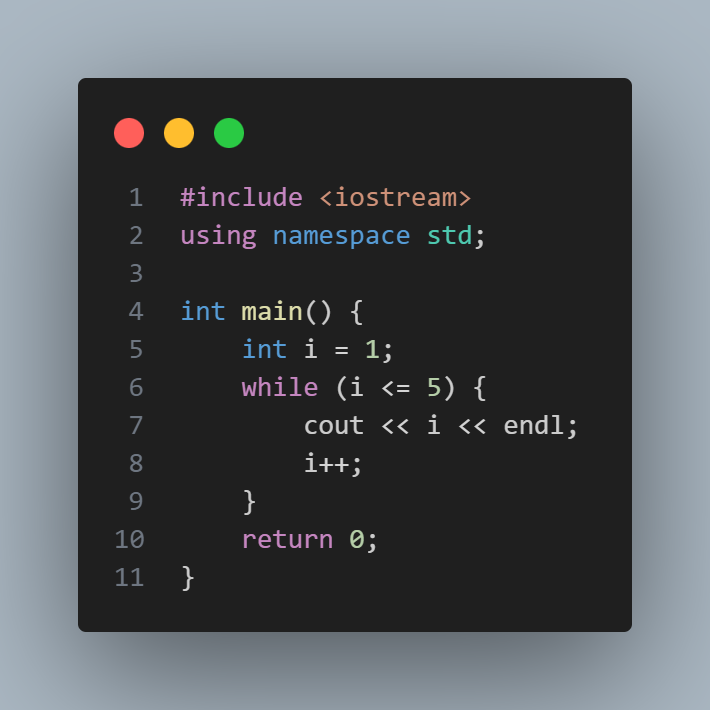 1 #include <iostream>
2 using namespace std;
3
4 int main() {
5     int i = 1;
6     while (i <= 5) {
7         cout << i << endl;
8         i++;
9     }
10     return 0;
11 }